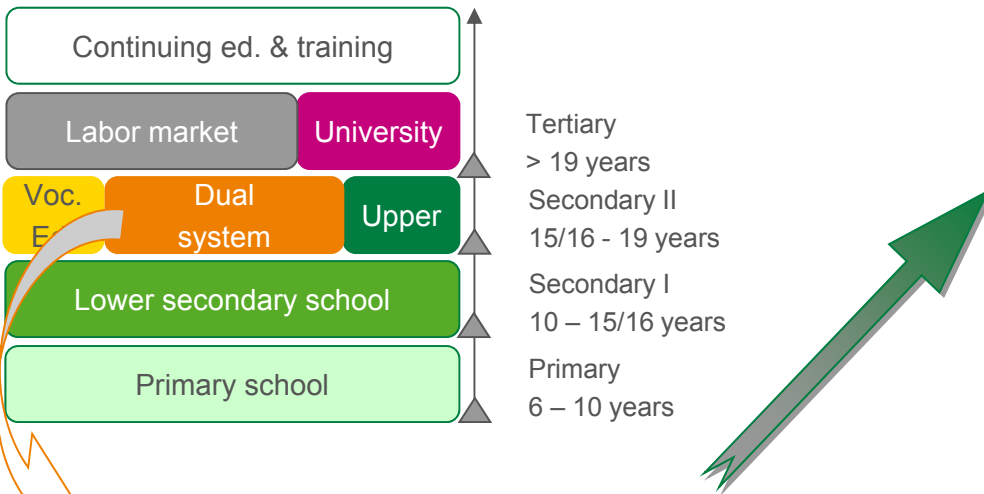 Continuing ed. & training
Labor market
University
Tertiary
> 19 years
Voc.
Dual
system
Upper
Secondary II
15/16 - 19 years
Lower secondary school
Secondary I
10 – 15/16 years
Primary school
Primary
6 – 10 years